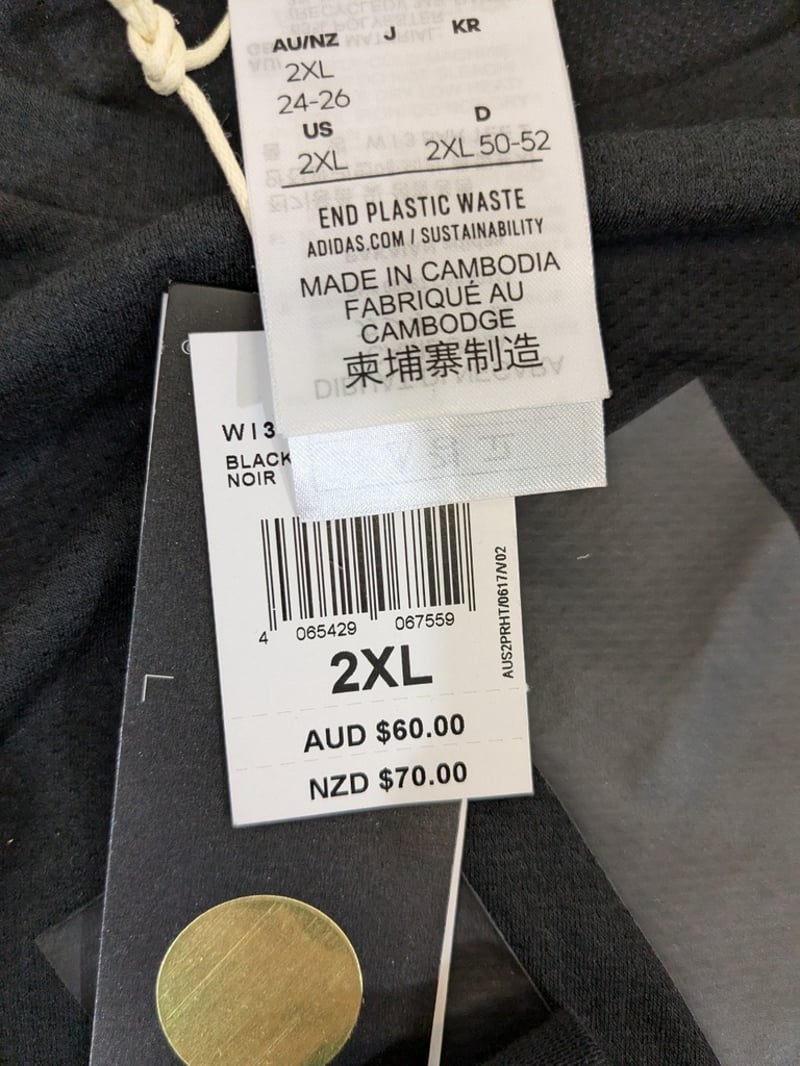 AU/NZ J KR
2XL
24-26
US D
2XL 2XL 50-52
END PLASTIC WASTE
ADIDAS.COM / SUSTAINABILITY
MADE IN CAMBODIA
FABRIQUÉ AU
CAMBODGE
柬埔寨制造
W I 3
BLACK
NOIR
4 065429 067559
AUS2PRHT/0617/V02
2XL
AUD $60.00
NZD $70.00